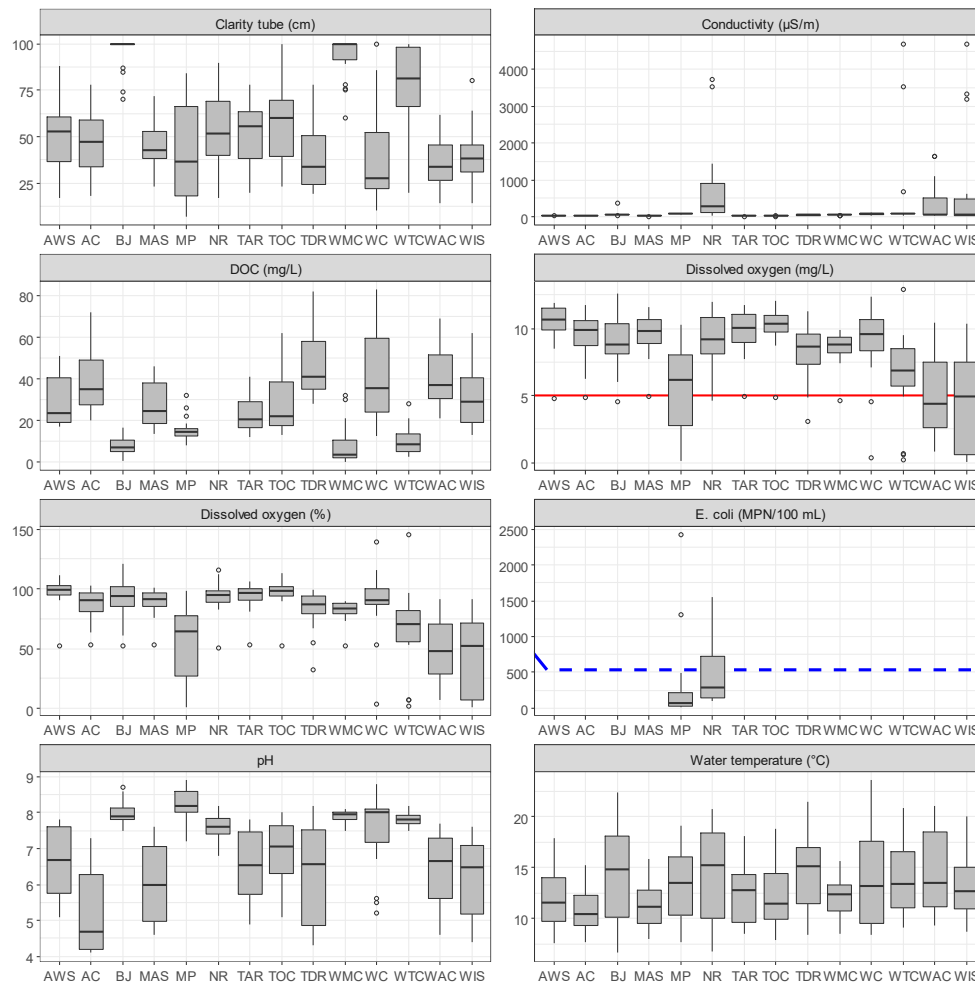 Clarity tube (cm)
100
75
50
25
AWS AC BJ MAS MP NR TAR TOC TDR WMC WC WTC WAC WIS
Conductivity (µS/m)
4000
3000
2000
1000
0
AWS AC BJ MAS MP NR TAR TOC TDR WMC WC WTC WAC WIS
DOC (mg/L)
80
60
40
20
0
AWS AC BJ MAS MP NR TAR TOC TDR WMC WC WTC WAC WIS
Dissolved oxygen (mg/L)
10
5
0
AWS AC BJ MAS MP NR TAR TOC TDR WMC WC WTC WAC WIS
Dissolved oxygen (%)
150
100
50
0
AWS AC BJ MAS MP NR TAR TOC TDR WMC WC WTC WAC WIS
E. coli (MPN/100 mL)
2500
2000
1500
1000
500
0
AWS AC BJ MAS MP NR TAR TOC TDR WMC WC WTC WAC WIS
pH
9
8
7
6
5
4
AWS AC BJ MAS MP NR TAR TOC TDR WMC WC WTC WAC WIS
Water temperature (°C)
20
15
10
AWS AC BJ MAS MP NR TAR TOC TDR WMC WC WTC WAC WIS